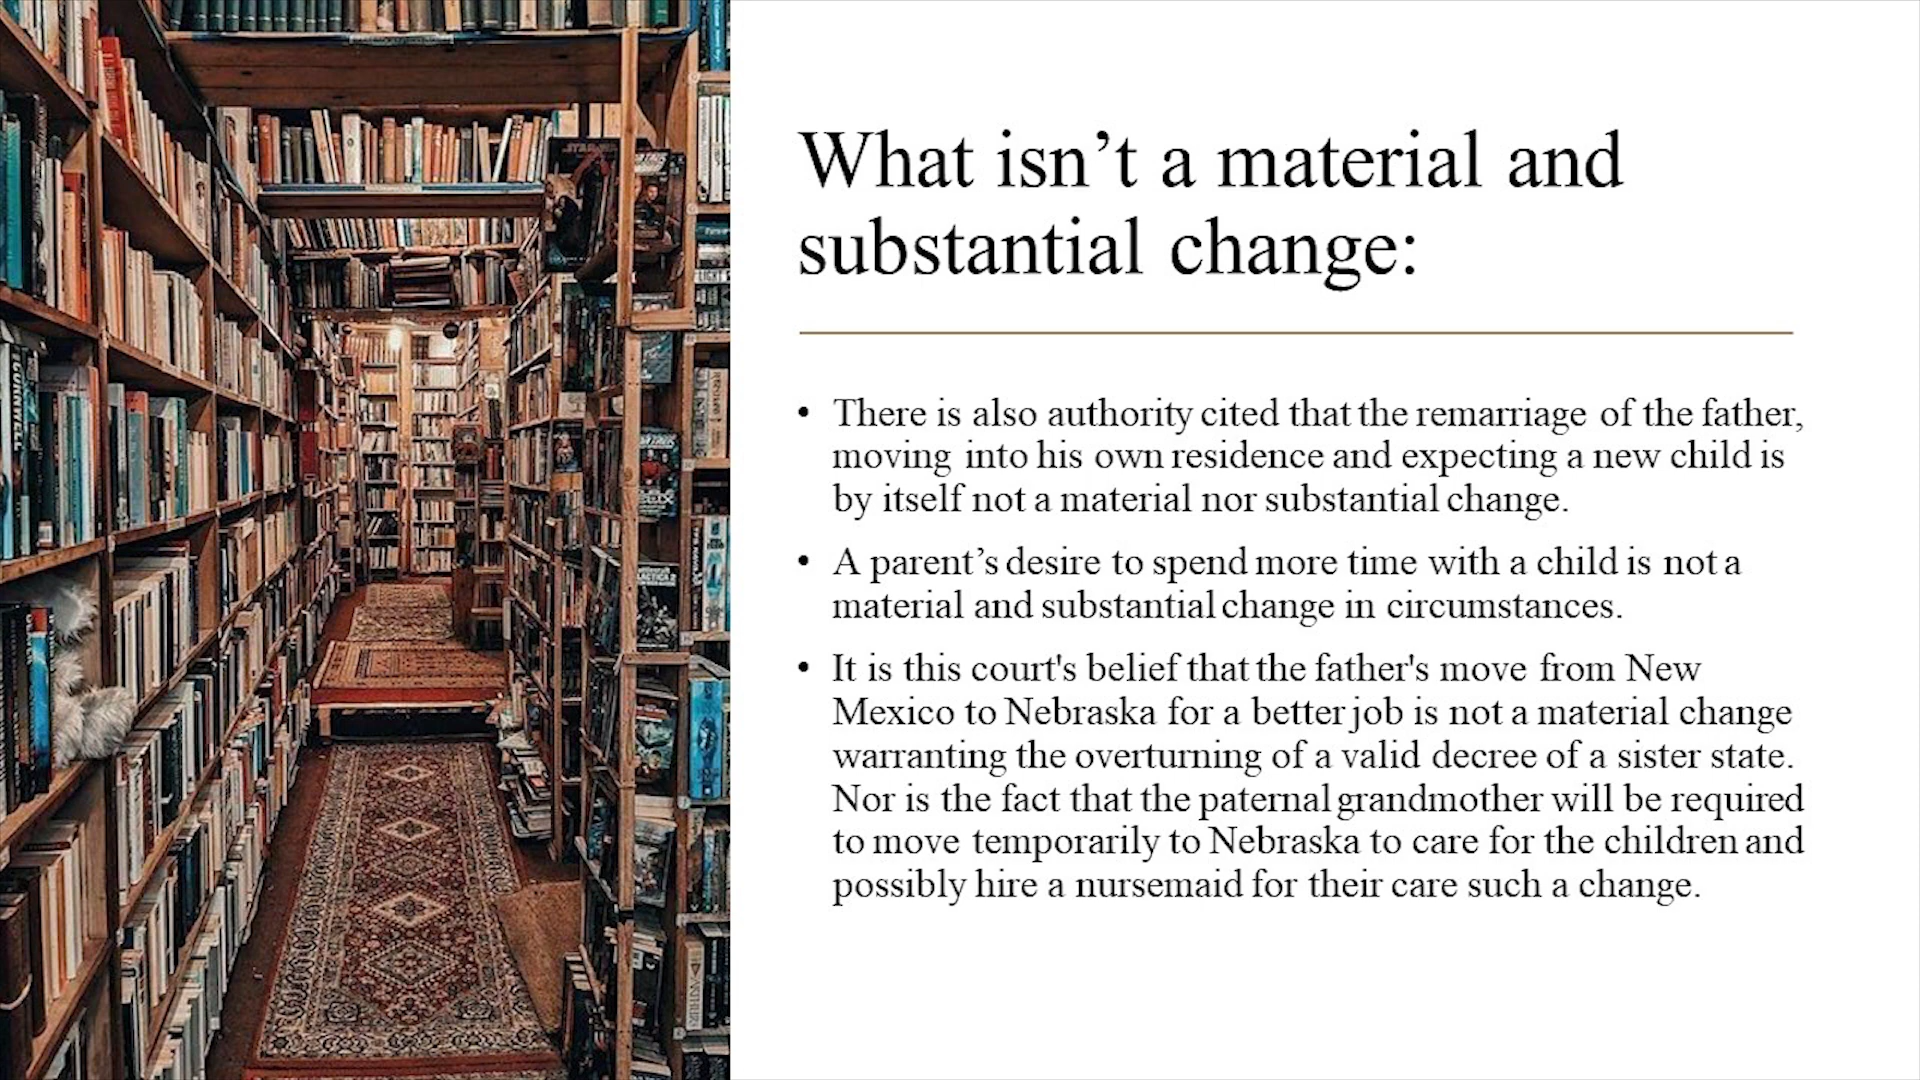 What isn’t a material and
substantial change:
• There is also authority cited that the remarriage of the father,
moving into his own residence and expecting a new child is
by itself not a material nor substantial change.
• A parent’s desire to spend more time with a child is not a
material and substantial change in circumstances.
• It is this court's belief that the father's move from New
Mexico to Nebraska for a better job is not a material change
warranting the overturning of a valid decree of a sister state.
Nor is the fact that the paternal grandmother will be required
to move temporarily to Nebraska to care for the children and
possibly hire a nursemaid for their care such a change.